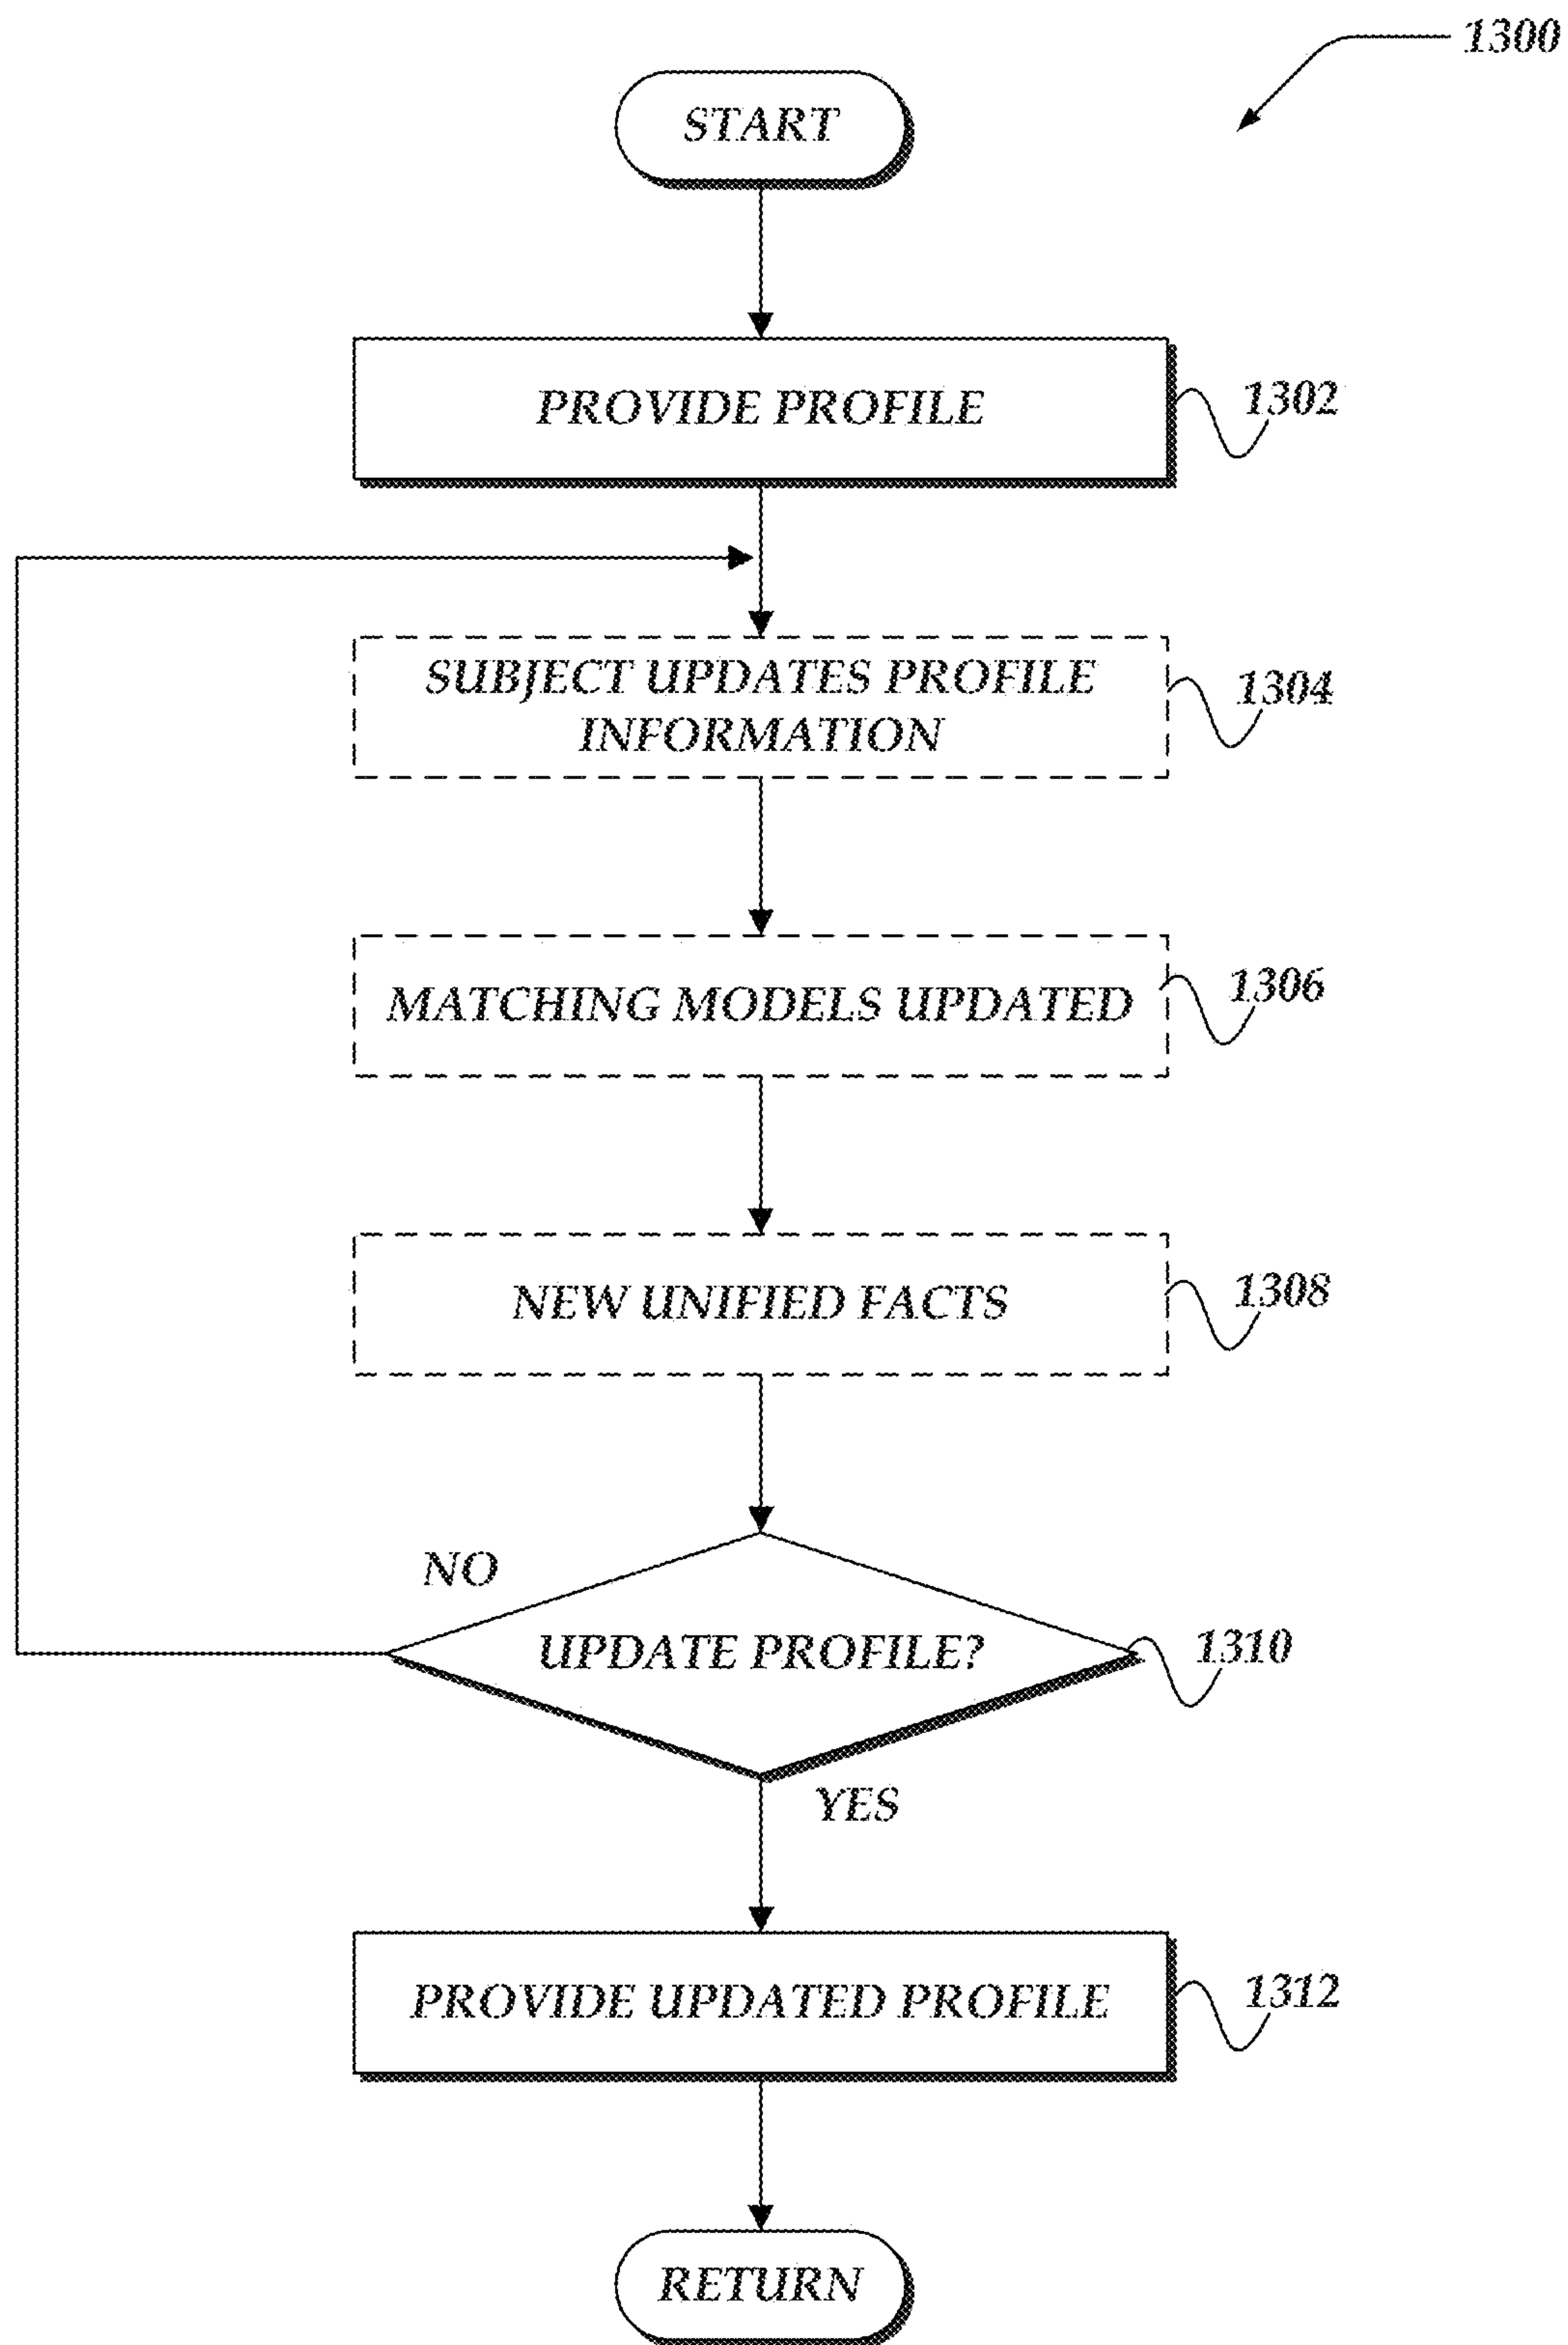 1300
START
PROVIDE PROFILE
1302
SUBJECT UPDATES PROFILE
INFORMATION
1304
MATCHING MODELS UPDATED
1306
NEW UNIFIED FACTS
1308
NO
UPDATE PROFILE?
1310
YES
PROVIDE UPDATED PROFILE
1312
RETURN